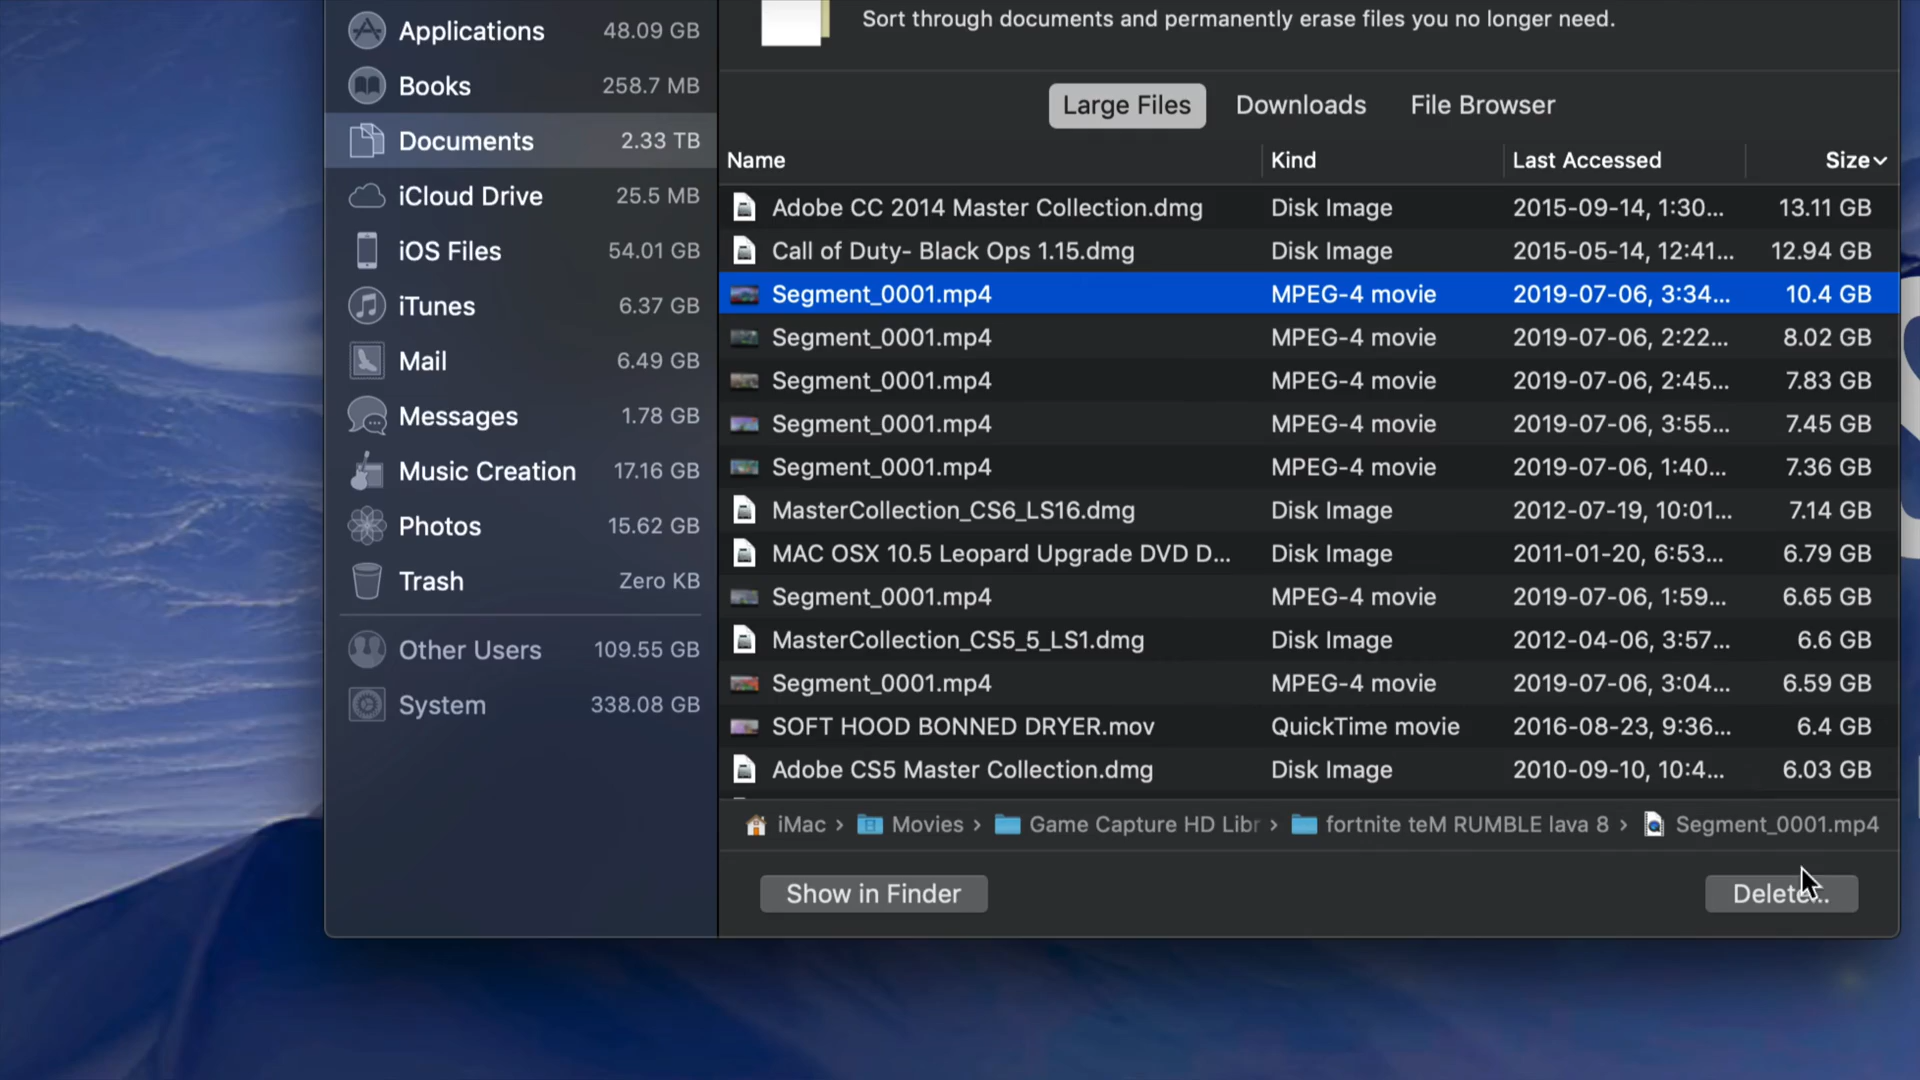 Applications 48.09 GB
Books 258.7 MB
Documents 2.33 TB
iCloud Drive 25.5 MB
iOS Files 54.01 GB
iTunes 6.37 GB
Mail 6.49 GB
Messages 1.78 GB
Music Creation 17.16 GB
Photos 15.62 GB
Trash Zero KB
Other Users 109.55 GB
System 338.08 GB
Sort through documents and permanently erase files you no longer need.
Large Files Downloads File Browser
Name Kind Last Accessed Size
Adobe CC 2014 Master Collection.dmg Disk Image 2015-09-14, 1:30... 13.11 GB
Call of Duty- Black Ops 1.15.dmg Disk Image 2015-05-14, 12:41... 12.94 GB
Segment_0001.mp4 MPEG-4 movie 2019-07-06, 3:34... 10.4 GB
Segment_0001.mp4 MPEG-4 movie 2019-07-06, 2:22... 8.02 GB
Segment_0001.mp4 MPEG-4 movie 2019-07-06, 2:45... 7.83 GB
Segment_0001.mp4 MPEG-4 movie 2019-07-06, 3:55... 7.45 GB
Segment_0001.mp4 MPEG-4 movie 2019-07-06, 1:40... 7.36 GB
MasterCollection_CS6_LS16.dmg Disk Image 2012-07-19, 10:01... 7.14 GB
MAC OSX 10.5 Leopard Upgrade DVD D... Disk Image 2011-01-20, 6:53... 6.79 GB
Segment_0001.mp4 MPEG-4 movie 2019-07-06, 1:59... 6.65 GB
MasterCollection_CS5_5_LS1.dmg Disk Image 2012-04-06, 3:57... 6.6 GB
Segment_0001.mp4 MPEG-4 movie 2019-07-06, 3:04... 6.59 GB
SOFT HOOD BONNED DRYER.mov QuickTime movie 2016-08-23, 9:36... 6.4 GB
Adobe CS5 Master Collection.dmg Disk Image 2010-09-10, 10:4... 6.03 GB
iMac › Movies › Game Capture HD Libr › fortnite teM RUMBLE lava 8 › Segment_0001.mp4
Show in Finder Delete...